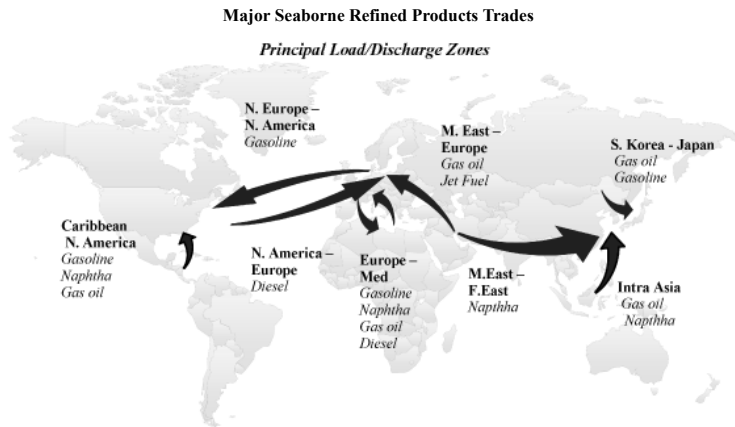 Major Seaborne Refined Products Trades
Principal Load/Discharge Zones
N. Europe –
N. America
Gasoline
M. East –
Europe
Gas oil
Jet Fuel
S. Korea - Japan
Gas oil
Gasoline
Caribbean
N. America
Gasoline
Naphtha
Gas oil
N. America –
Europe
Diesel
Europe –
Med
Gasoline
Naphtha
Gas oil
Diesel
M.East –
F.East
Napthha
Intra Asia
Gas oil
Napthha